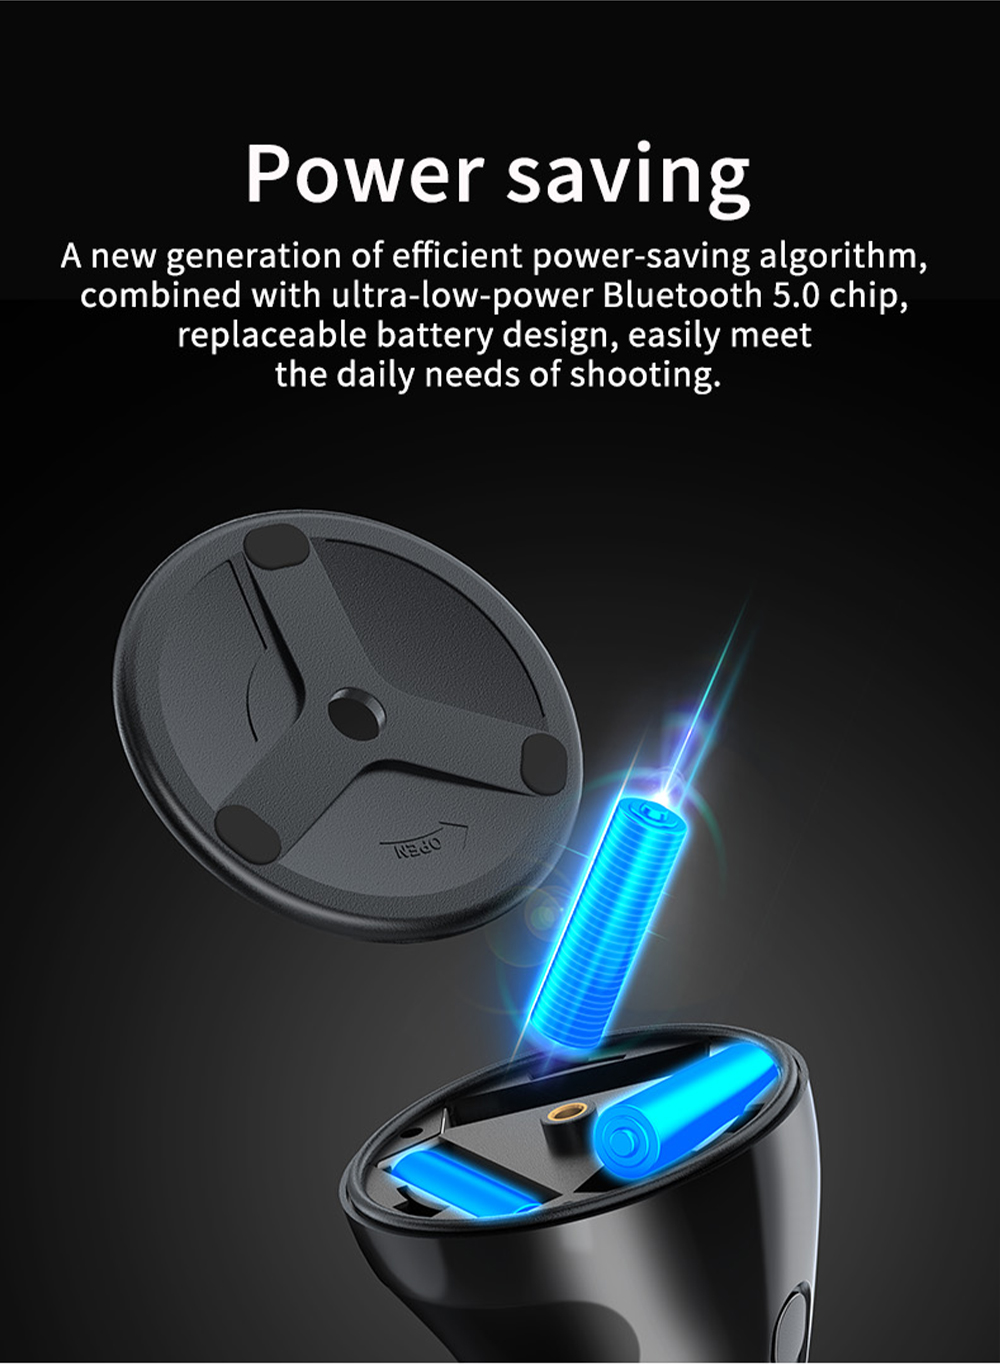 Power saving
A new generation of efficient power-saving algorithm,
combined with ultra-low-power Bluetooth 5.0 chip,
replaceable battery design, easily meet
the daily needs of shooting.
OPEN